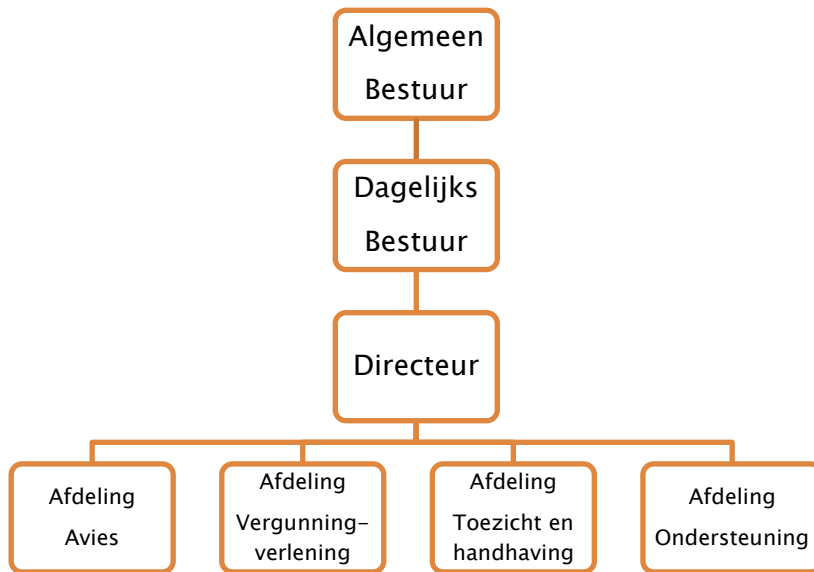 Algemeen
Bestuur
Dagelijks
Bestuur
Directeur
Afdeling
Avies
Afdeling
Vergunning-
verlening
Afdeling
Toezicht en
handhaving
Afdeling
Ondersteuning